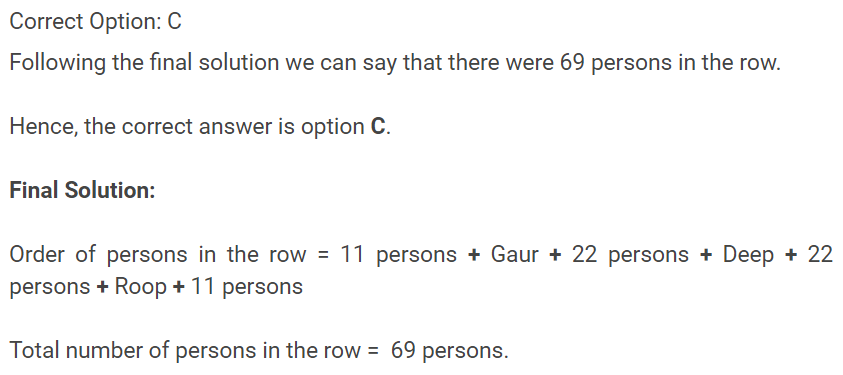 Correct Option: C
Following the final solution we can say that there were 69 persons in the row.
Hence, the correct answer is option C.
Final Solution:
Order of persons in the row = 11 persons + Gaur + 22 persons + Deep + 22
persons + Roop + 11 persons
Total number of persons in the row = 69 persons.